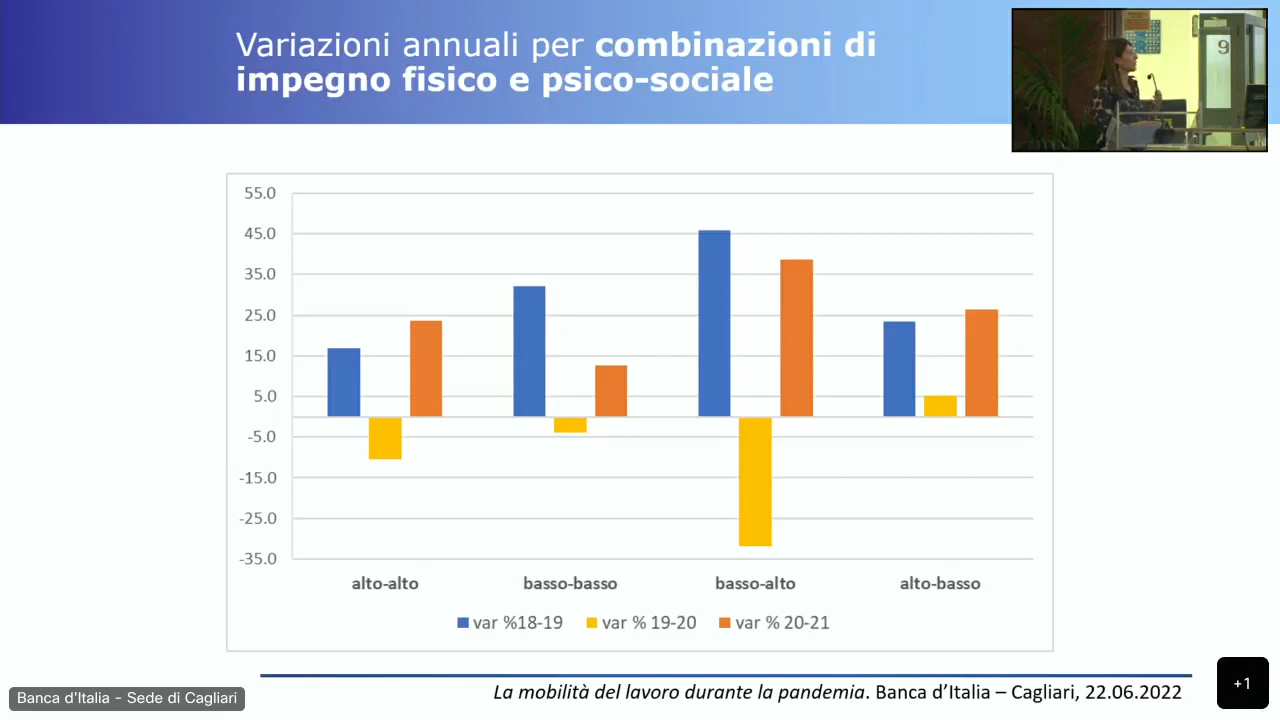 Variazioni annuali per combinazioni di
impegno fisico e psico-sociale
9
55.0
45.0
35.0
25.0
15.0
5.0
-5.0
-15.0
-25.0
-35.0
alto-alto basso-basso basso-alto alto-basso
var %18-19 var % 19-20 var % 20-21
La mobilità del lavoro durante la pandemia. Banca d’Italia – Cagliari, 22.06.2022
Banca d'Italia - Sede di Cagliari
+1